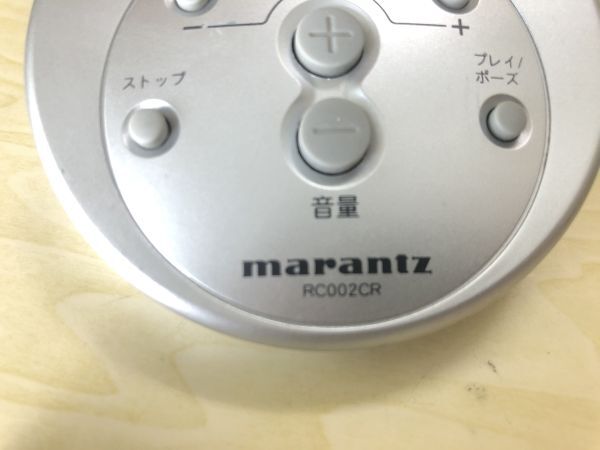 − +
+
ストップ
プレイ/
ポーズ
−
音量
marantz
RC002CR